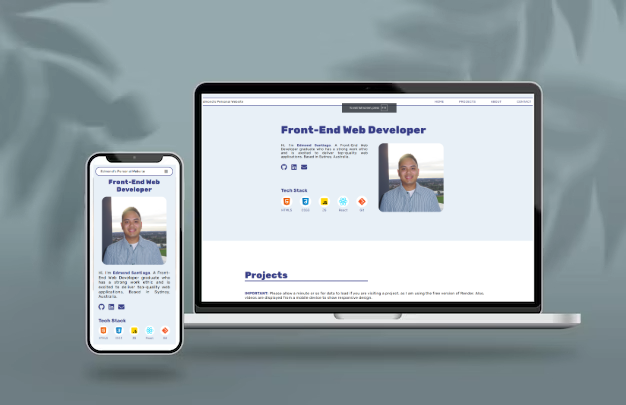 Edmond's Personal Website
Front-End Web
Developer
Hi, I'm Edmond Santiago. A Front-
End Web Developer graduate who
has a strong work ethic and is
excited to deliver top-quality web
applications. Based in Sydney,
Australia.
Tech Stack
HTML5 CSS3 JS React Git
Edmond's Personal Website
HOME PROJECTS ABOUT CONTACT
Front-End Web Developer
Hi, I'm Edmond Santiago. A Front-End Web
Developer graduate who has a strong work ethic
and is excited to deliver top-quality web
applications. Based in Sydney, Australia.
Tech Stack
HTML5 CSS3 JS React Git
Projects
IMPORTANT: Please allow a minute or so for data to load if you are visiting a project, as I am using the free version of Render. Also,
videos are displayed from a mobile device to show responsive design.